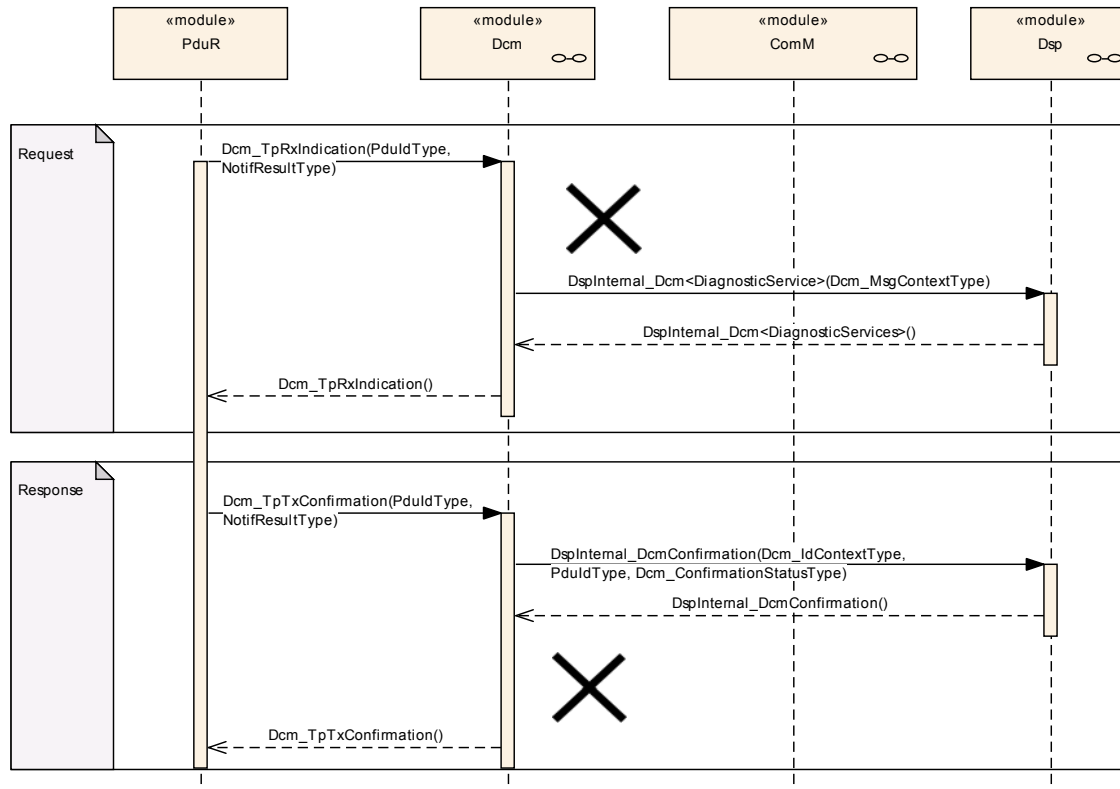 «module»
PduR
«module»
Dcm
«module»
ComM
«module»
Dsp
Request
Dcm_TpRxIndication(PduIdType,
NotifResultType)
DspInternal_Dcm<DiagnosticService>(Dcm_MsgContextType)
DspInternal_Dcm<DiagnosticServices>()
Dcm_TpRxIndication()
Response
Dcm_TpTxConfirmation(PduIdType,
NotifResultType)
DspInternal_DcmConfirmation(Dcm_IdContextType,
PduIdType, Dcm_ConfirmationStatusType)
DspInternal_DcmConfirmation()
Dcm_TpTxConfirmation()